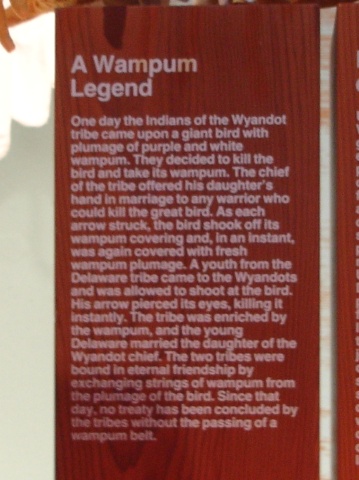 A Wampum
Legend
One day the Indians of the Wyandot
tribe came upon a giant bird with
plumage of purple and white
wampum. They decided to kill the
bird and take its wampum. The chief
of the tribe offered his daughter's
hand in marriage to any warrior who
could kill the great bird. As each
arrow struck, the bird shook off its
wampum covering and, in an instant,
was again covered with fresh
wampum plumage. A youth from the
Delaware tribe came to the Wyandots
and was allowed to shoot at the bird.
His arrow pierced its eyes, killing it
instantly. The tribe was enriched by
the wampum, and the young
Delaware married the daughter of the
Wyandot chief. The two tribes were
bound in eternal friendship by
exchanging strings of wampum from
the plumage of the bird. Since that
day, no treaty has been concluded by
the tribes without the passing of a
wampum belt.